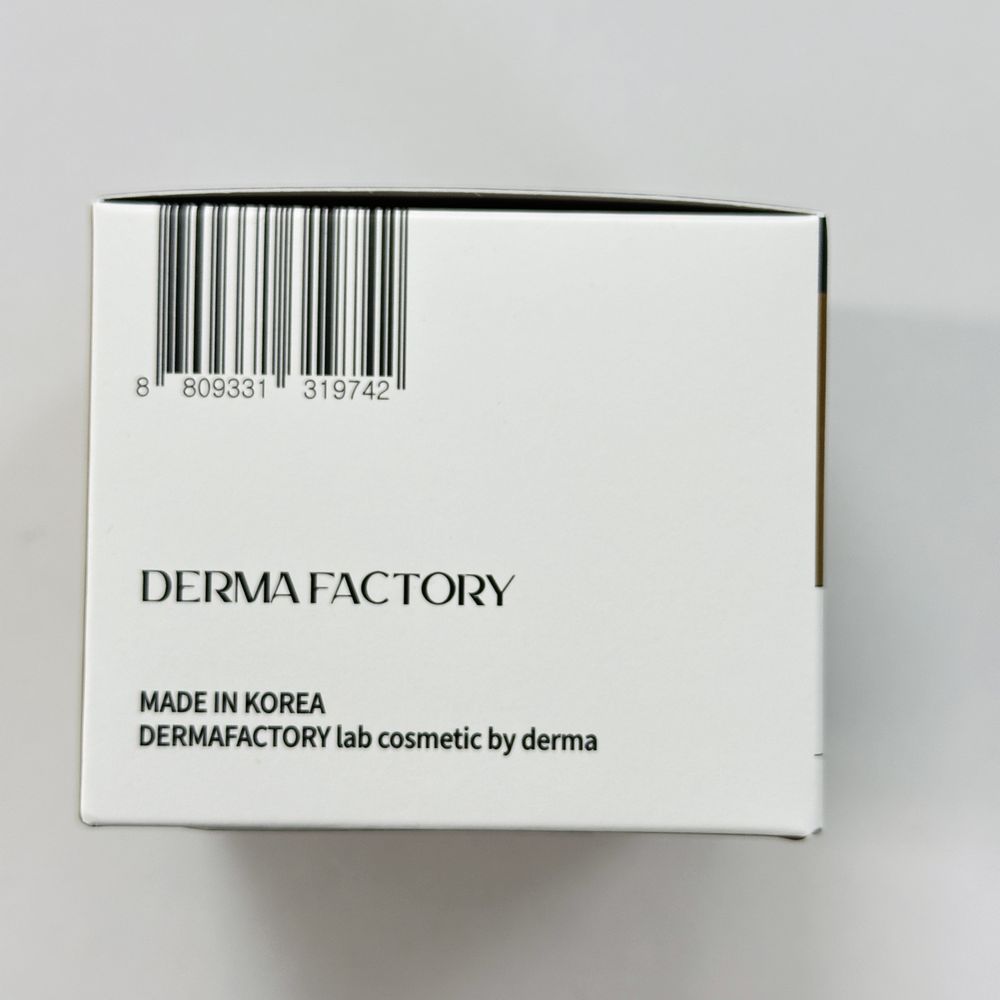 8 809331 319742
DERMA FACTORY
MADE IN KOREA
DERMAFACTORY lab cosmetic by derma